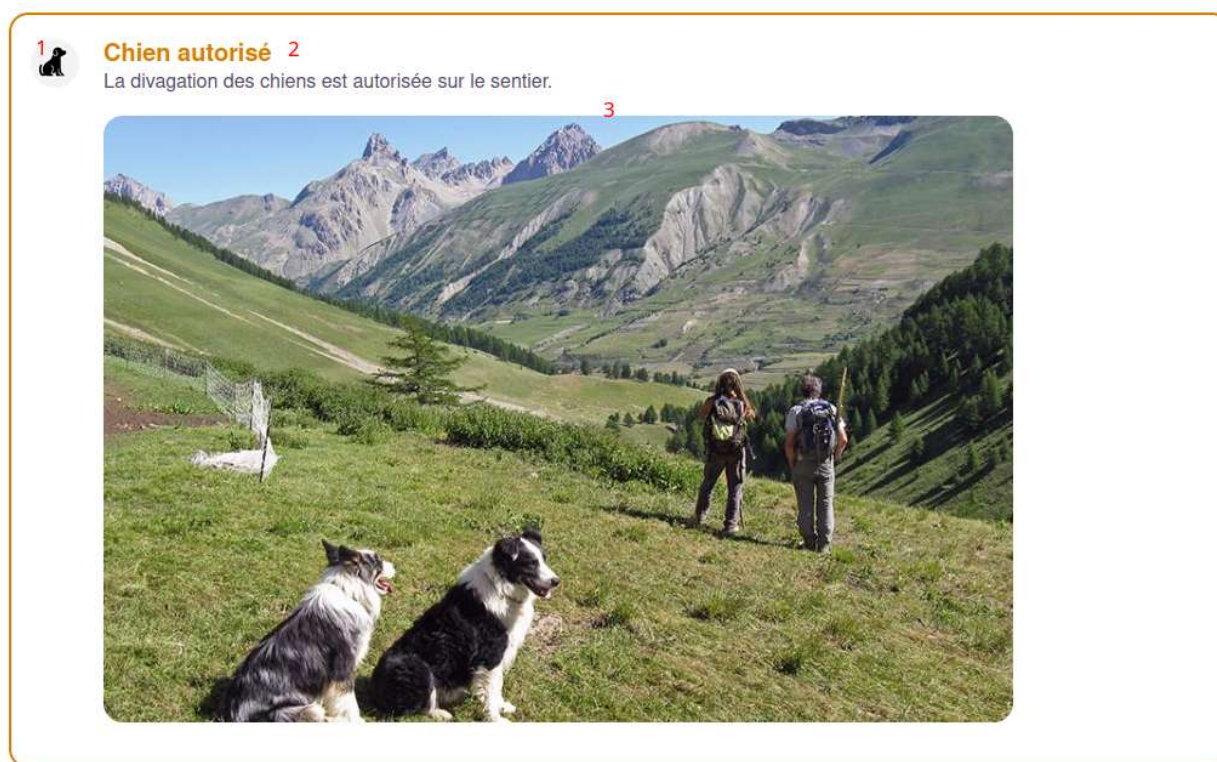 1
Chien autorisé 2
La divagation des chiens est autorisée sur le sentier.
3